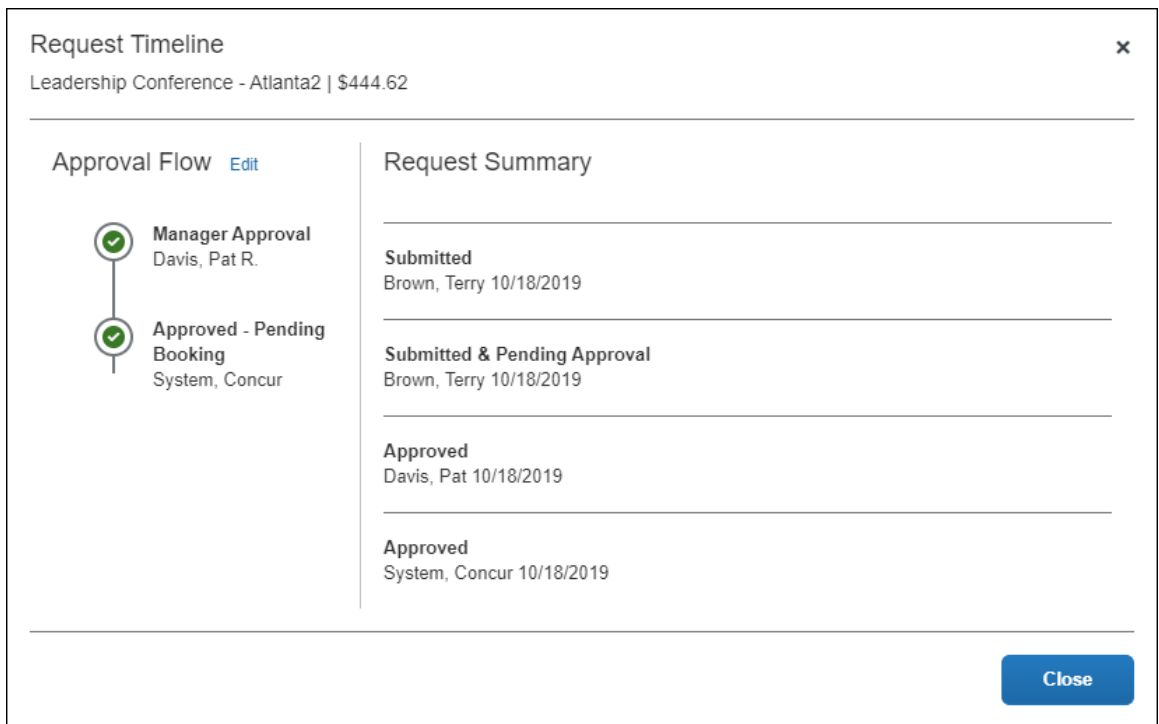 Request Timeline
×
Leadership Conference - Atlanta2 | $444.62
Approval Flow Edit
Manager Approval
Davis, Pat R.
Approved - Pending
Booking
System, Concur
Request Summary
Submitted
Brown, Terry 10/18/2019
Submitted & Pending Approval
Brown, Terry 10/18/2019
Approved
Davis, Pat 10/18/2019
Approved
System, Concur 10/18/2019
Close